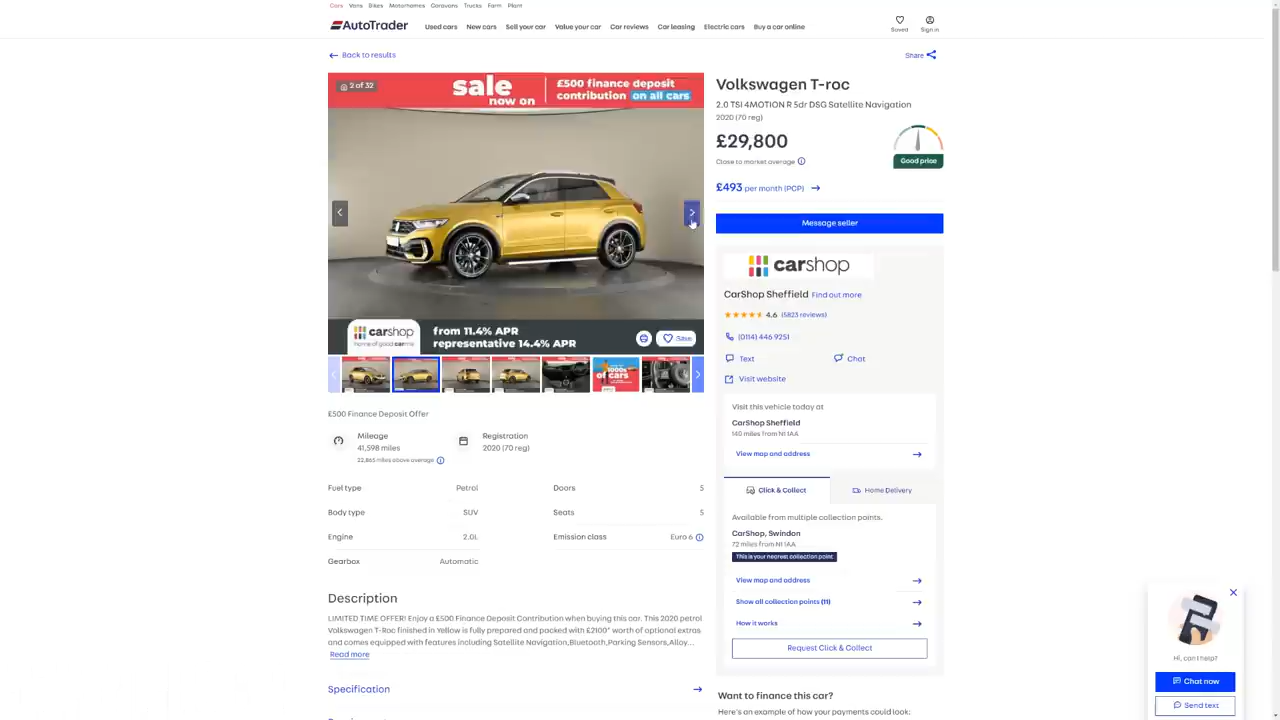 Cars Vans Bikes Motorhomes Caravans Trucks Farm Plant
AutoTrader
Used cars New cars Sell your car Value your car Car reviews Car leasing Electric cars Buy a car online
Saved
Sign in
Back to results
Share
2 of 32
sale now on
£500 finance deposit contribution on all cars
carshop
home of good carma
from 11.4% APR
representative 14.4% APR
Save
£500 Finance Deposit Offer
Mileage
41,598 miles
22,865 miles above average
Registration
2020 (70 reg)
Fuel type Petrol
Doors 5
Body type SUV
Seats 5
Engine 2.0L
Emission class Euro 6
Gearbox Automatic
Description
LIMITED TIME OFFER! Enjoy a £500 Finance Deposit Contribution when buying this car. This 2020 petrol
Volkswagen T-Roc finished in Yellow is fully prepared and packed with £2100* worth of optional extras
and comes equipped with features including Satellite Navigation,Bluetooth,Parking Sensors,Alloy...
Read more
Specification
Volkswagen T-roc
2.0 TSI 4MOTION R 5dr DSG Satellite Navigation
2020 (70 reg)
£29,800
Close to market average
Good price
£493 per month (PCP)
Message seller
carshop
CarShop Sheffield Find out more
4.6 (5823 reviews)
(0114) 446 9251
Text
Chat
Visit website
Visit this vehicle today at
CarShop Sheffield
140 miles from N1 1AA
View map and address
Click & Collect
Home Delivery
Available from multiple collection points.
CarShop, Swindon
72 miles from N1 1AA
This is your nearest collection point
View map and address
Show all collection points (11)
How it works
Request Click & Collect
Want to finance this car?
Here's an example of how your payments could look:
Hi, can I help?
Chat now
Send text